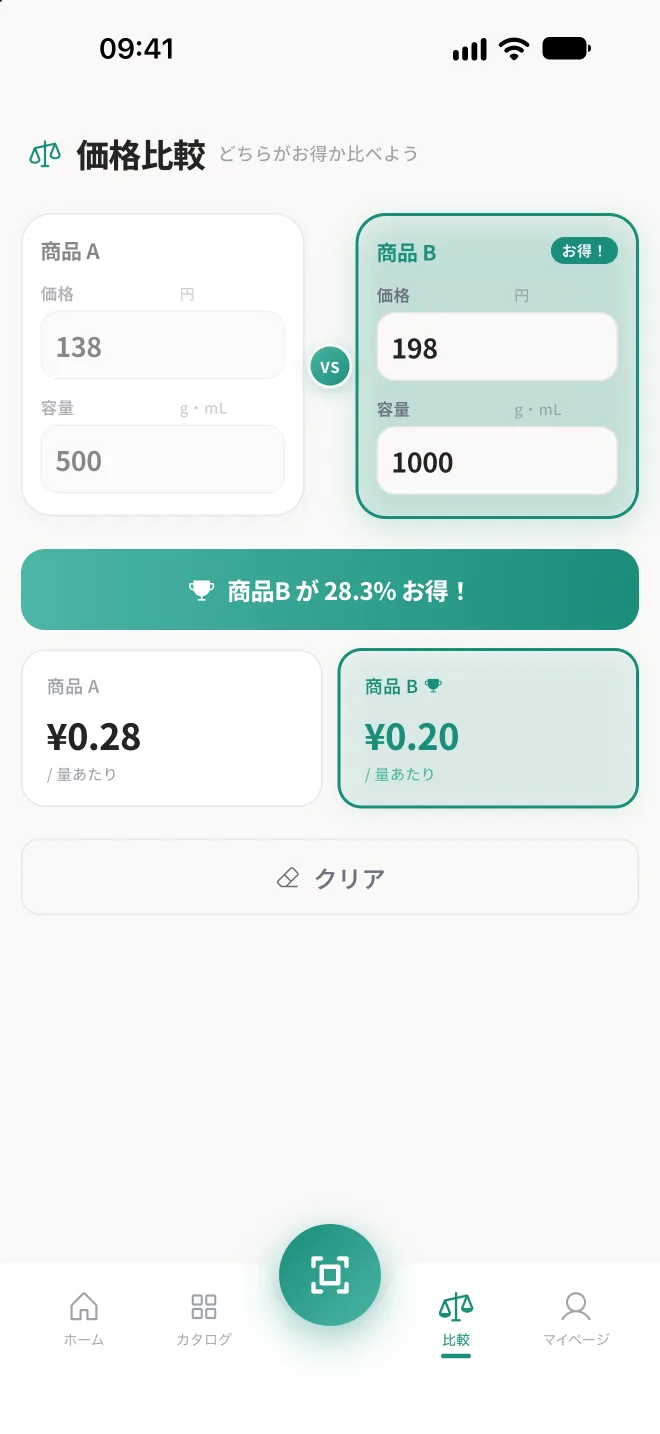 09:41
価格比較 どちらがお得か比べよう
商品 A
価格 円
138
容量 g・mL
500
VS
商品 B お得！
価格 円
198
容量 g・mL
1000
商品B が 28.3% お得！
商品 A
¥0.28
/ 量あたり
商品 B
¥0.20
/ 量あたり
クリア
ホーム
カタログ
比較
マイページ